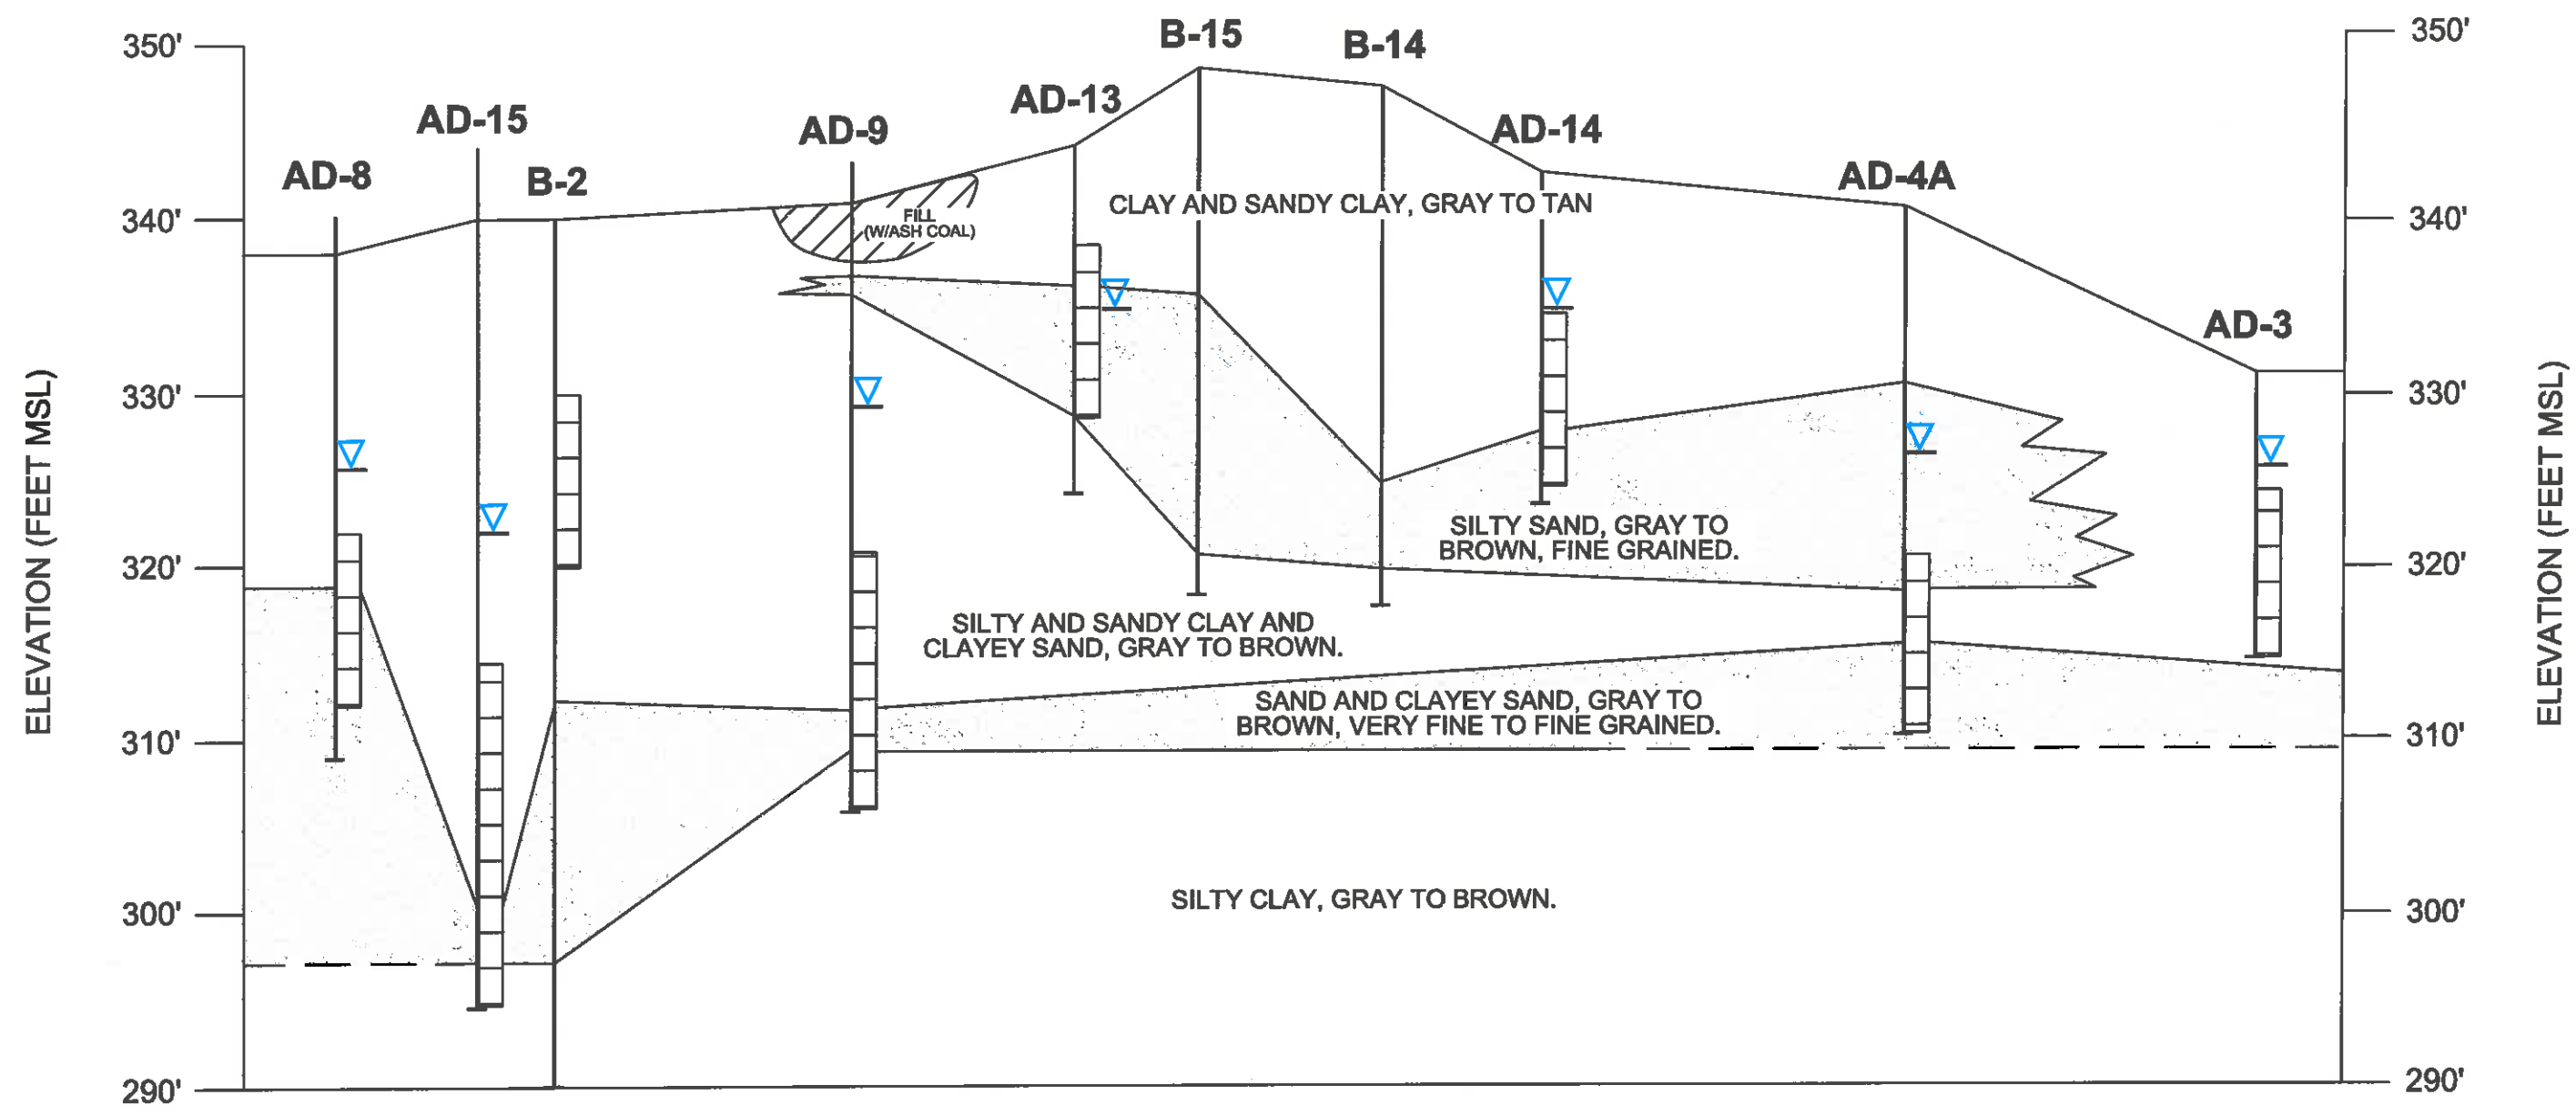 B-15
B-14
350'
350'
AD-13
AD-15
AD-9
AD-14
AD-8
B-2
AD-4A
CLAY AND SANDY CLAY, GRAY TO TAN
340'
FILL
(W/ASH COAL)
340'
AD-3
ELEVATION (FEET MSL)
330'
330'
ELEVATION (FEET MSL)
SILTY SAND, GRAY TO
BROWN, FINE GRAINED.
320'
320'
SILTY AND SANDY CLAY AND
CLAYEY SAND, GRAY TO BROWN.
SAND AND CLAYEY SAND, GRAY TO
BROWN, VERY FINE TO FINE GRAINED.
310'
310'
SILTY CLAY, GRAY TO BROWN.
300'
300'
290'
290'